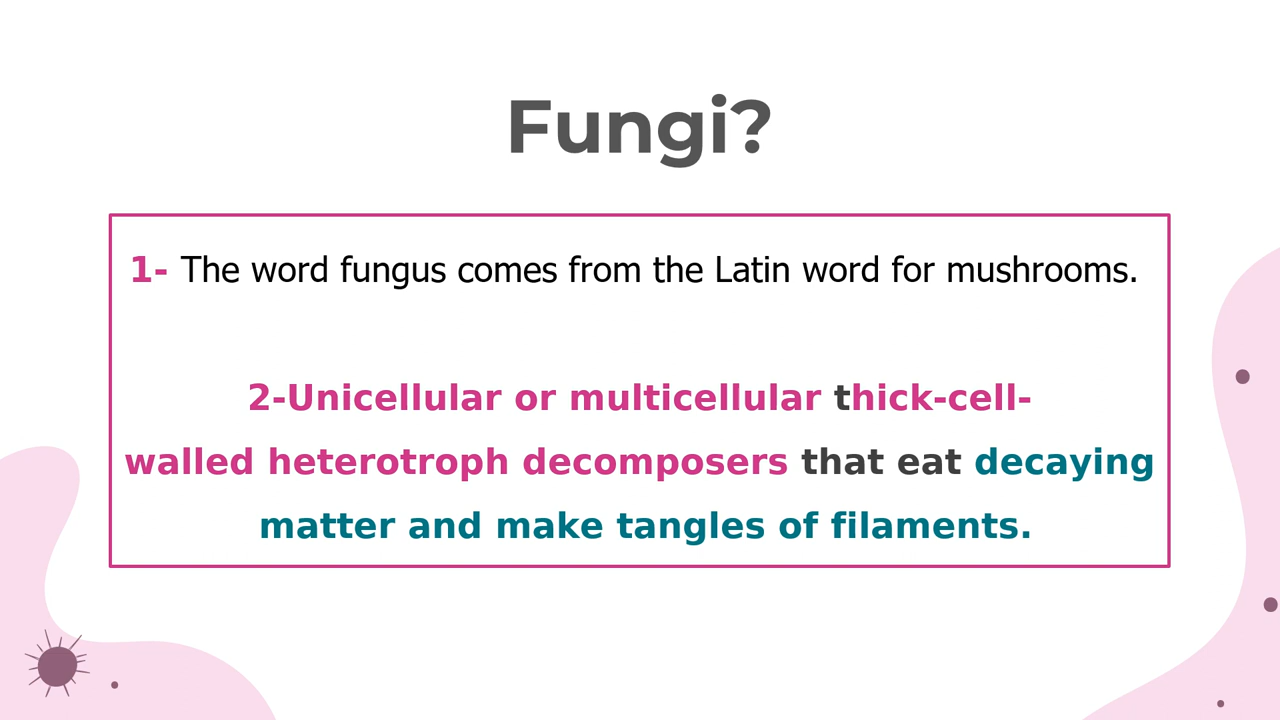 Fungi?
1- The word fungus comes from the Latin word for mushrooms.
2-Unicellular or multicellular thick-cell-
walled heterotroph decomposers that eat decaying
matter and make tangles of filaments.